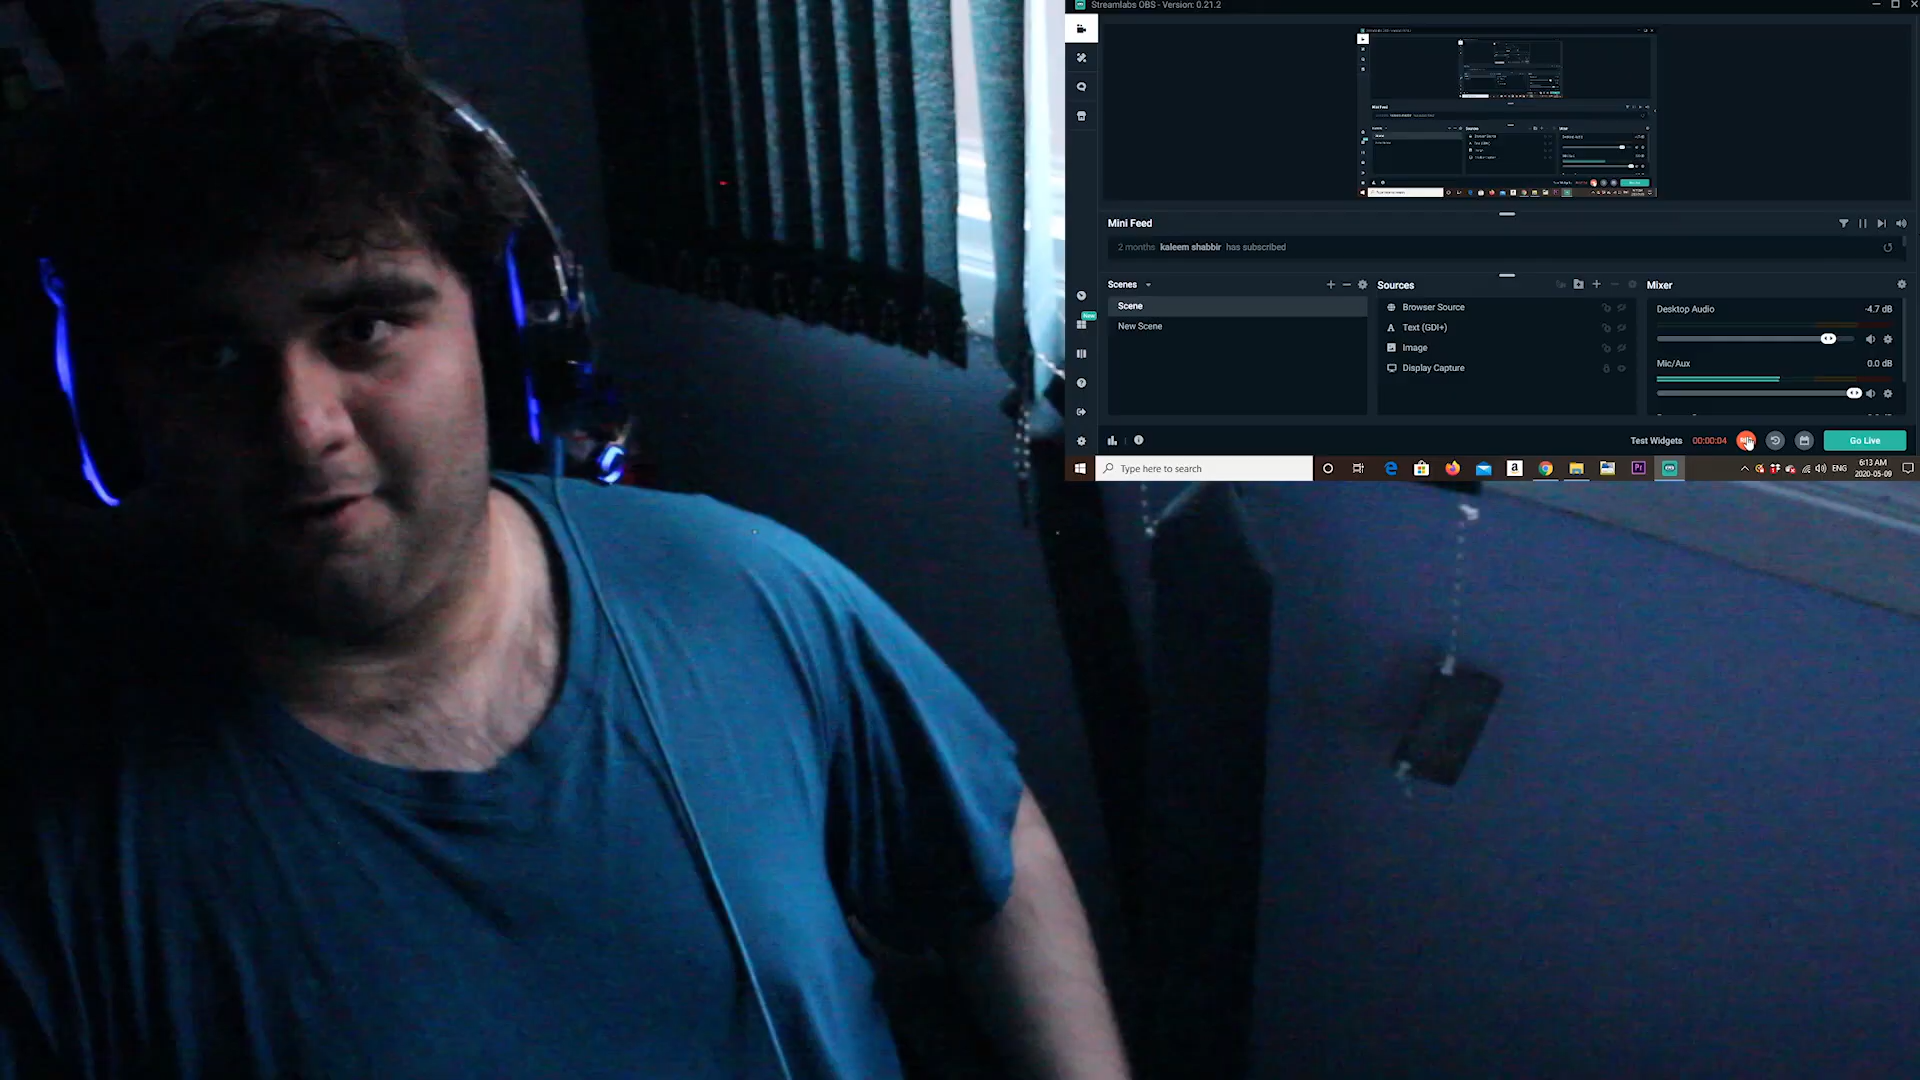 Streamlabs OBS - Version: 0.21.2
Mini Feed
2 months kaleem shabbir has subscribed
Scenes
Scene
New Scene
Sources
Browser Source
Text (GDI+)
Image
Display Capture
Mixer
Desktop Audio -4.7 dB
Mic/Aux 0.0 dB
New
Test Widgets 00:00:04 Go Live
Type here to search
a
Pr
ENG
6:13 AM
2020-05-09